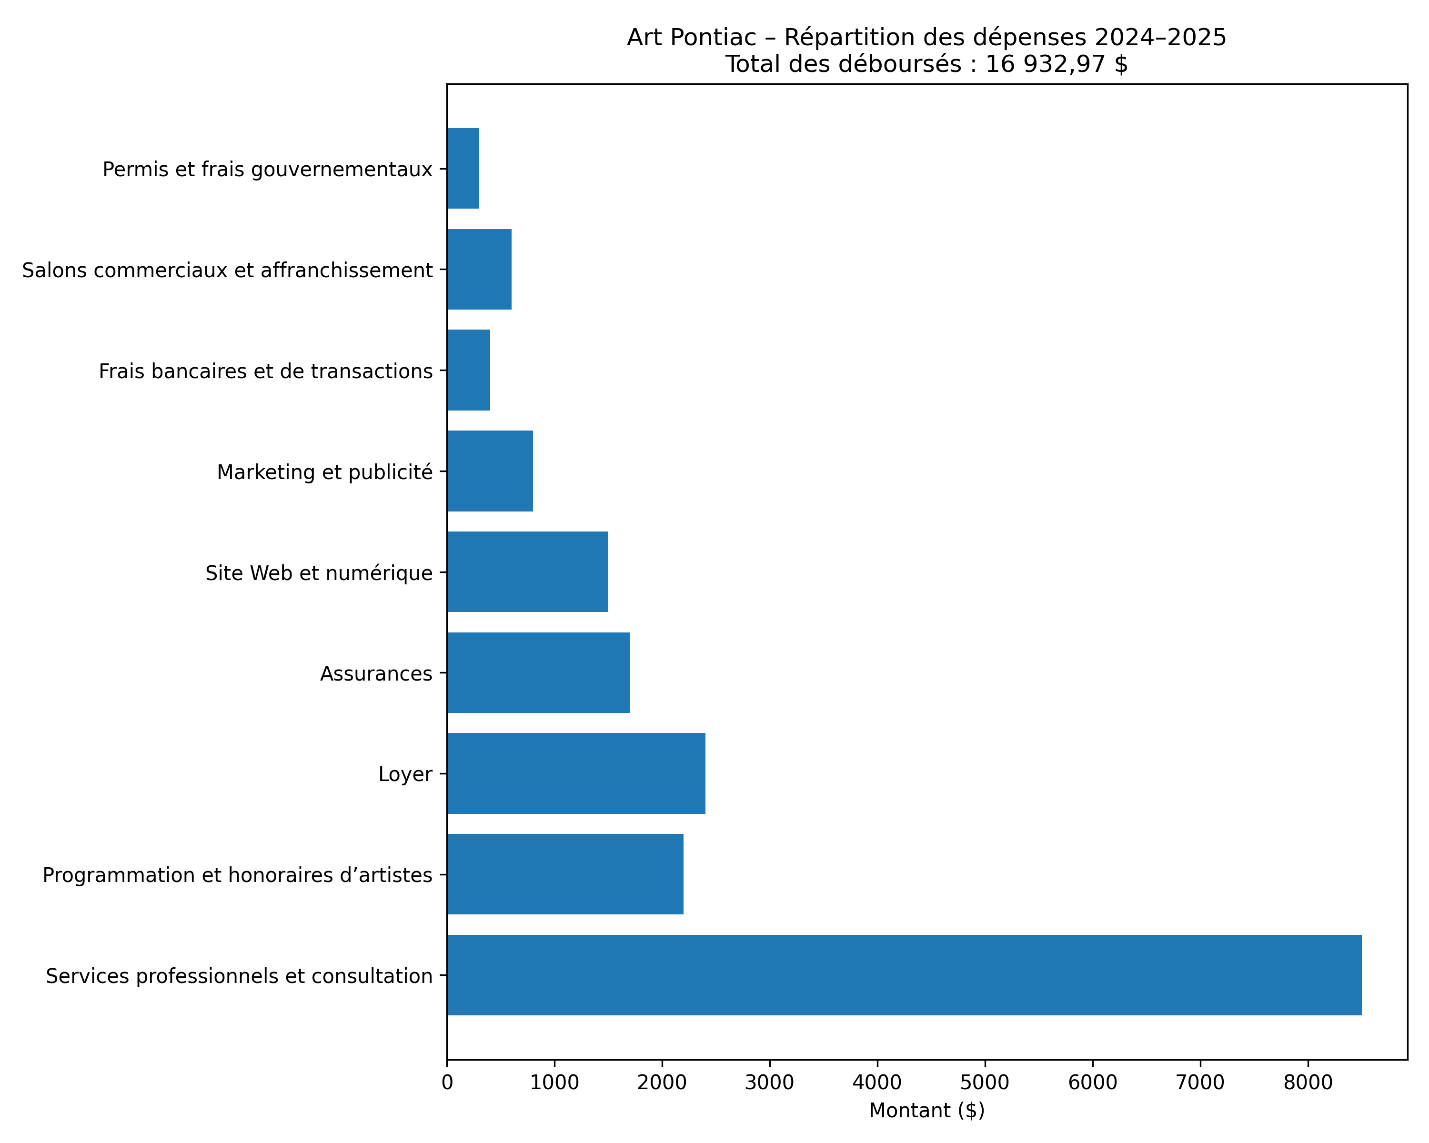 Art Pontiac – Répartition des dépenses 2024–2025
Total des déboursés : 16 932,97 $
Permis et frais gouvernementaux
Salons commerciaux et affranchissement
Frais bancaires et de transactions
Marketing et publicité
Site Web et numérique
Assurances
Loyer
Programmation et honoraires d’artistes
Services professionnels et consultation
0 1000 2000 3000 4000 5000 6000 7000 8000
Montant ($)